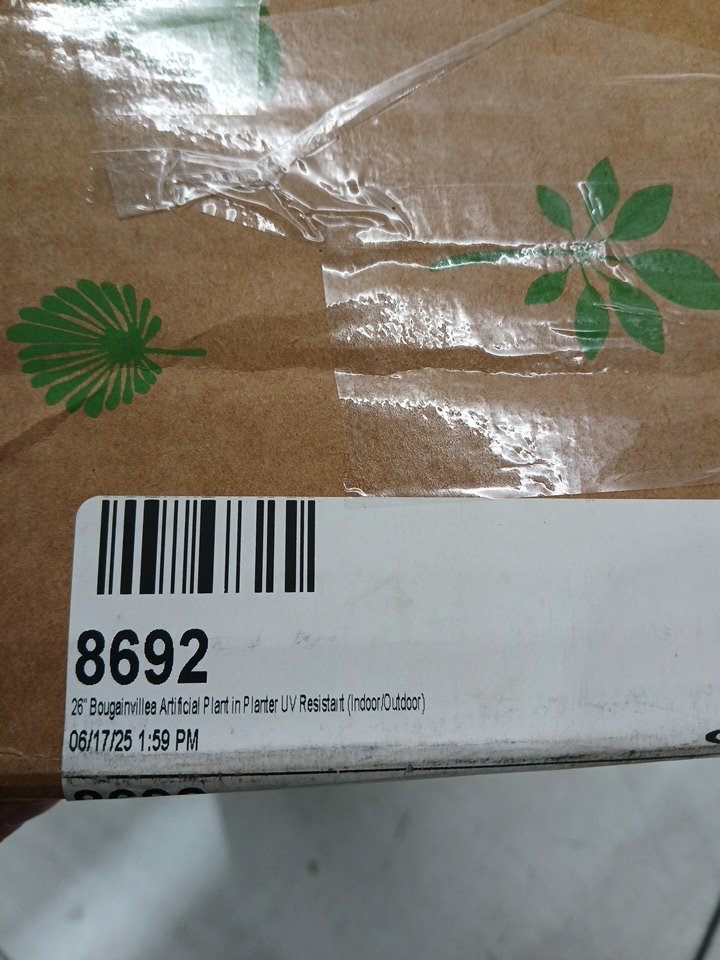 8692
26" Bougainvillea Artificial Plant in Planter UV Resistant (Indoor/Outdoor)
06/17/25 1:59 PM